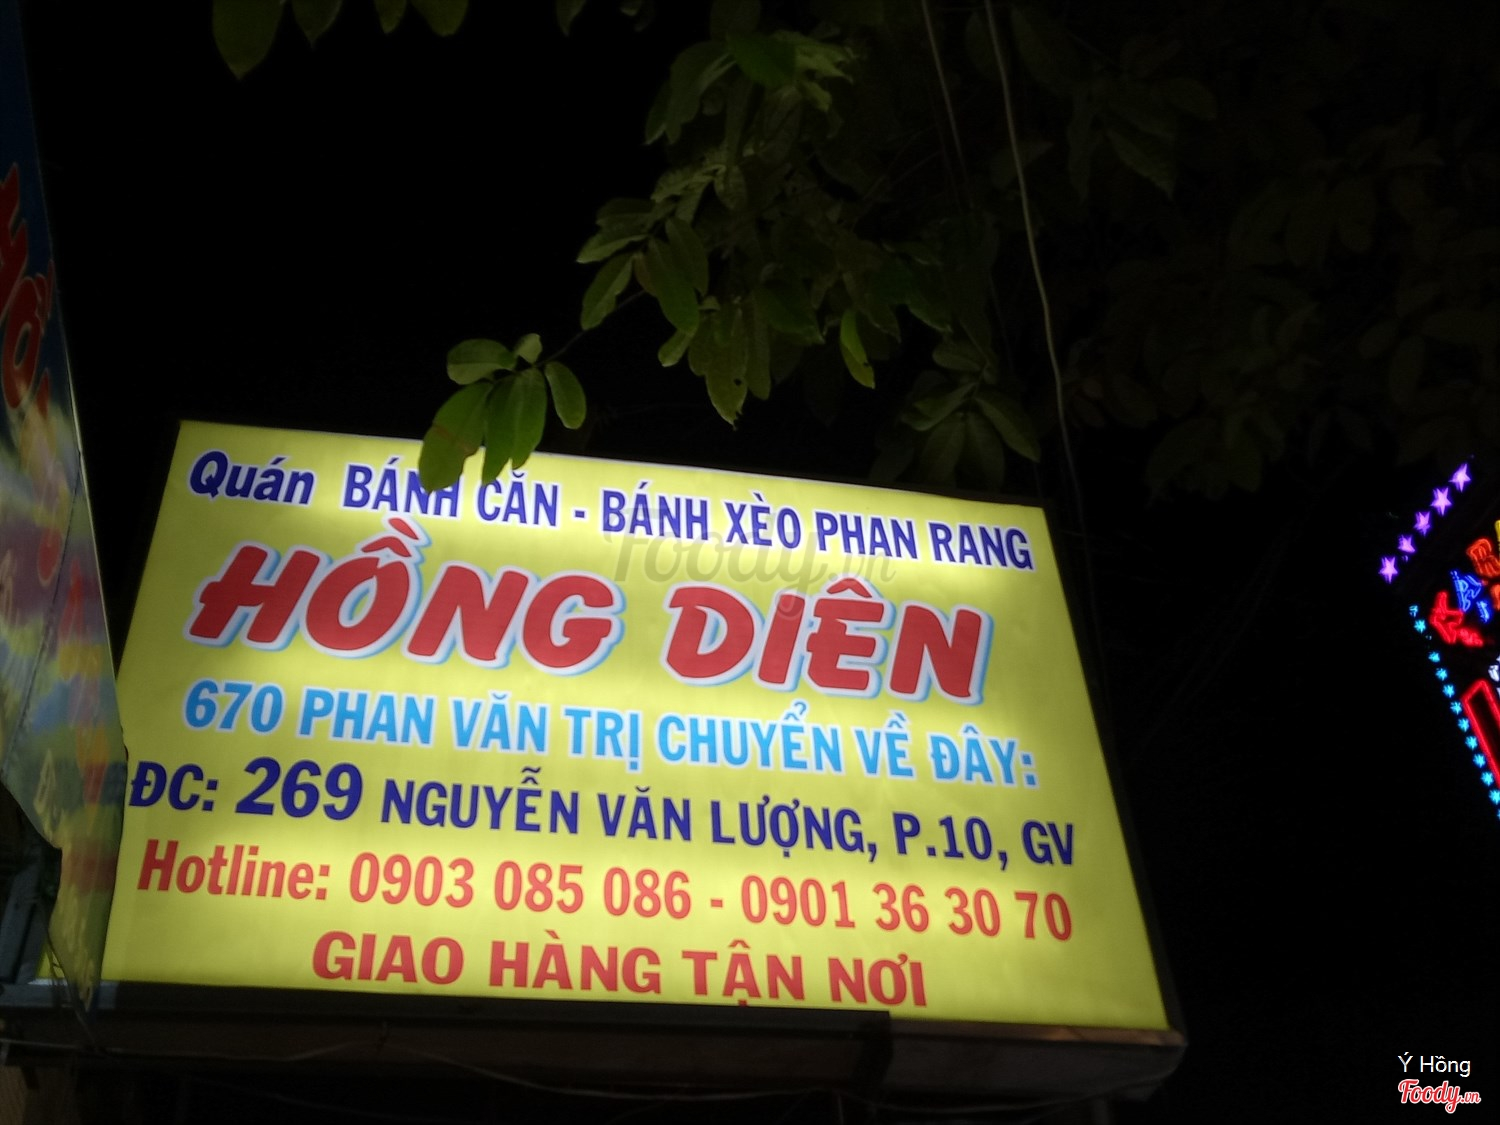 Quán BÁNH CĂN - BÁNH XÈO PHAN RANG
HỒNG DIÊN
670 PHAN VĂN TRỊ CHUYỂN VỀ ĐÂY:
ĐC: 269 NGUYỄN VĂN LƯỢNG, P.10, GV
Hotline: 0903 085 086 - 0901 36 30 70
GIAO HÀNG TẬN NƠI
Foody.vn
Ý Hồng
Foody.vn